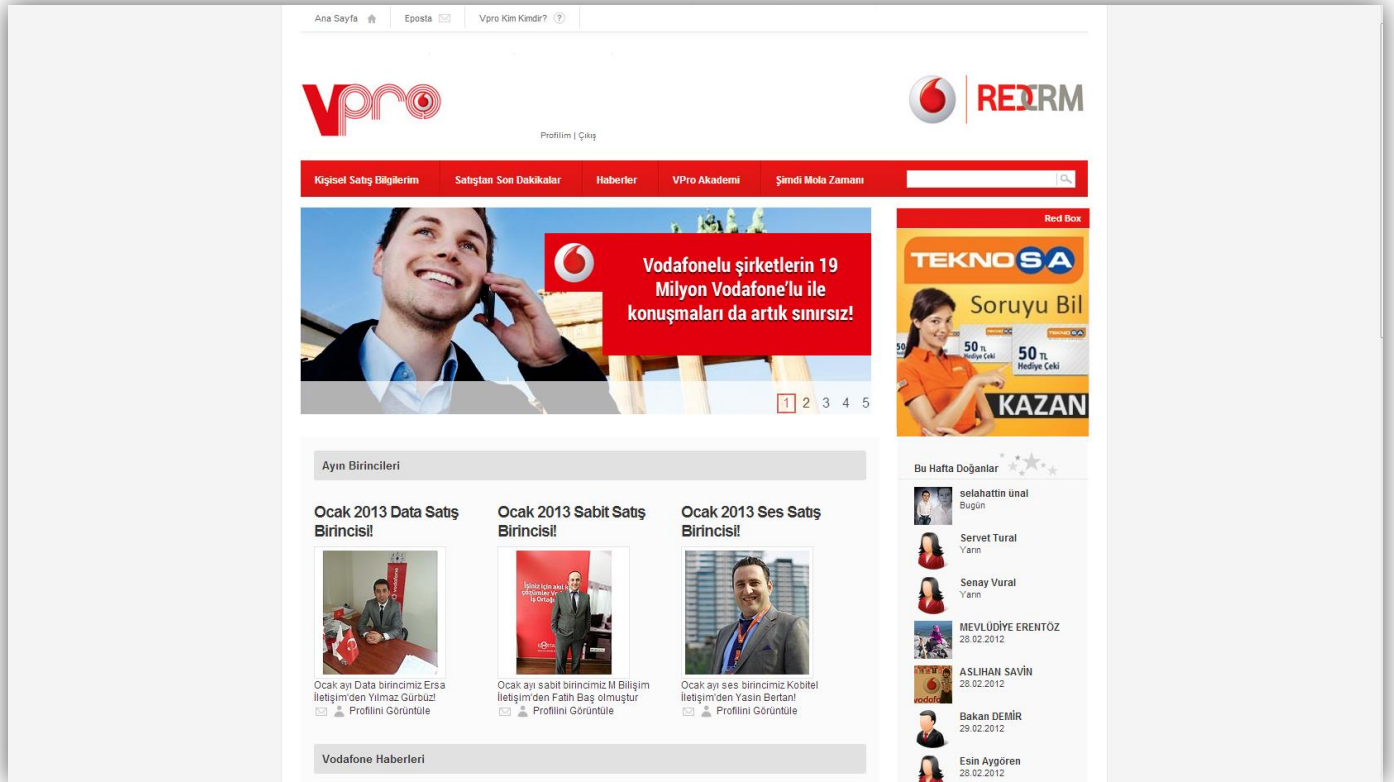 Ana Sayfa
Eposta
Vpro Kim Kimdir? ?
Vpro
REDCRM
Profilim | Çıkış
Kişisel Satış Bilgilerim
Satıştan Son Dakikalar
Haberler
VPro Akademi
Şimdi Mola Zamanı
Vodafonelu şirketlerin 19
Milyon Vodafone'lu ile
konuşmaları da artık sınırsız!
1 2 3 4 5
Red Box
TEKNOSA
Soruyu Bil
50 TL
Hediye Çeki
50 TL
Hediye Çeki
KAZAN
Ayın Birincileri
Ocak 2013 Data Satış
Birincisi!
Ocak ayı Data birincimiz Ersa
İletişim'den Yılmaz Gürbüz!
Profilini Görüntüle
Ocak 2013 Sabit Satış
Birincisi!
Ocak ayı sabit birincimiz M Bilişim
İletişim'den Fatih Baş olmuştur
Profilini Görüntüle
Ocak 2013 Ses Satış
Birincisi!
Ocak ayı ses birincimiz Kobitel
İletişim'den Yasin Bertan!
Profilini Görüntüle
Vodafone Haberleri
Bu Hafta Doğanlar
selahattin ünal
Bugün
Servet Tural
Yarın
Senay Vural
Yarın
MEVLÜDİYE ERENTÖZ
28.02.2012
ASLIHAN SAVİN
28.02.2012
Bakan DEMİR
29.02.2012
Esin Aygören
28.02.2012